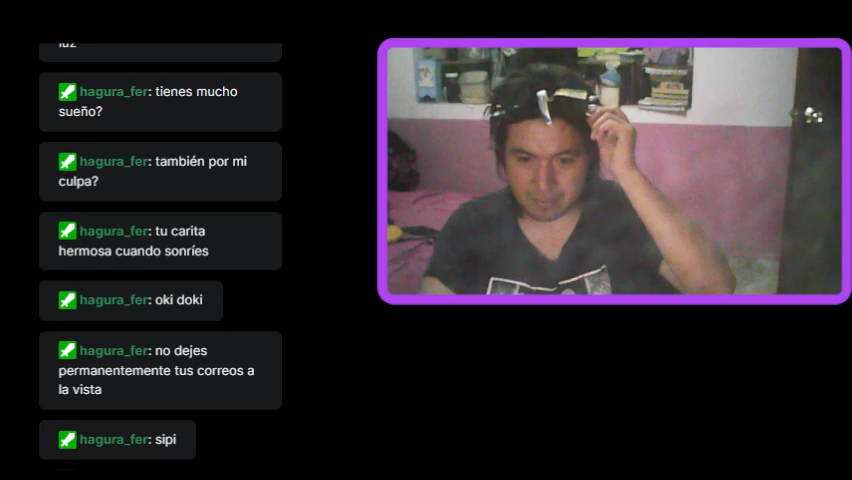 luz
hagura_fer: tienes mucho
sueño?
hagura_fer: también por mi
culpa?
hagura_fer: tu carita
hermosa cuando sonríes
hagura_fer: oki doki
hagura_fer: no dejes
permanentemente tus correos a
la vista
hagura_fer: sipi